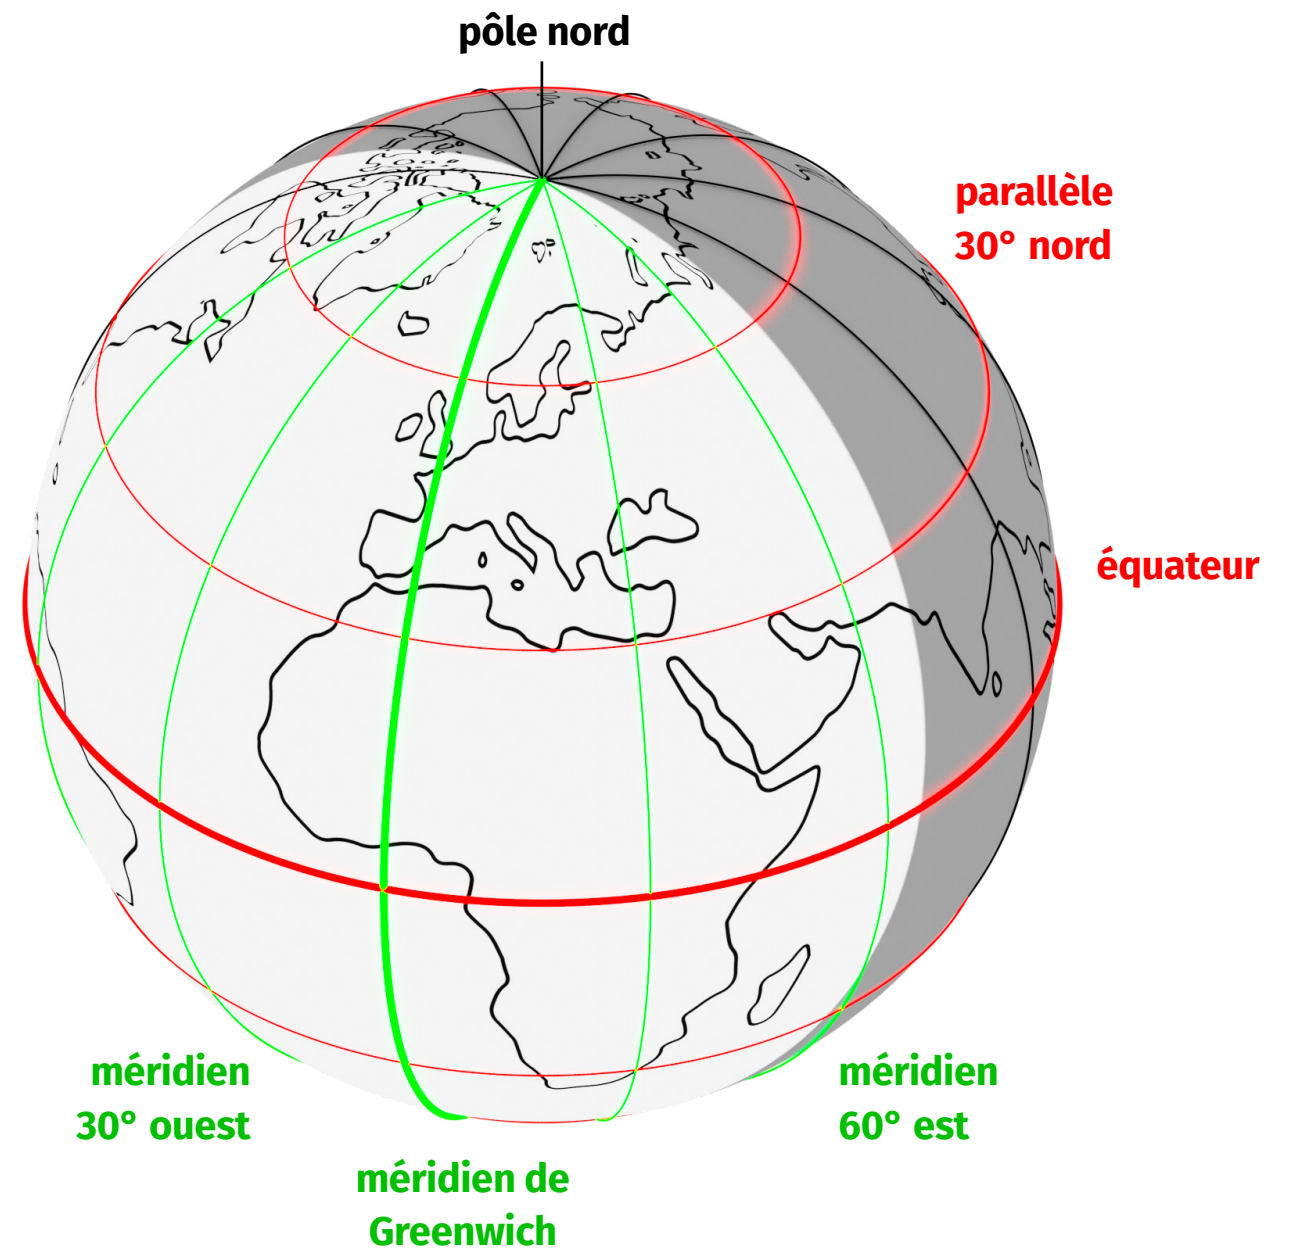 pôle nord
parallèle
30° nord
équateur
méridien
30° ouest
méridien
60° est
méridien de
Greenwich